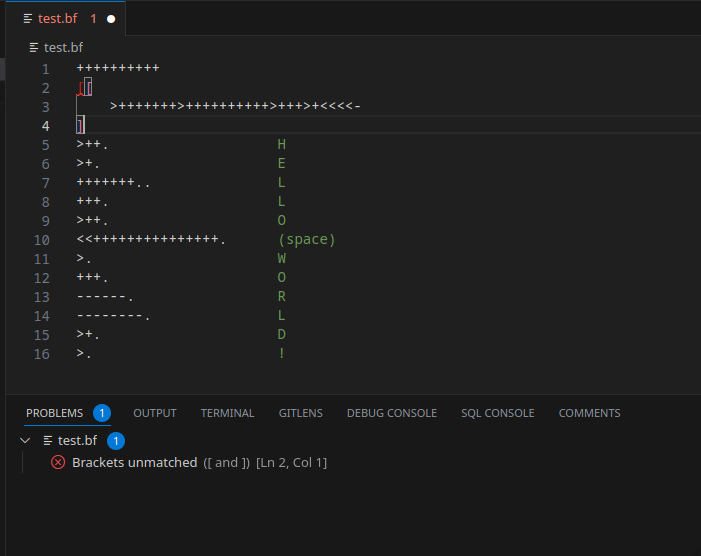 test.bf 1
test.bf
1 ++++++++++
2 [[
3 >+++++++>++++++++++>+++>+<<<<-
4 ]
5 >++. H
6 >+. E
7 +++++++.. L
8 +++. L
9 >++. O
10 <<+++++++++++++++. (space)
11 >. W
12 +++. O
13 ------. R
14 --------. L
15 >+. D
16 >. !
PROBLEMS 1 OUTPUT TERMINAL GITLENS DEBUG CONSOLE SQL CONSOLE COMMENTS
test.bf 1
Brackets unmatched ([ and ]) [Ln 2, Col 1]